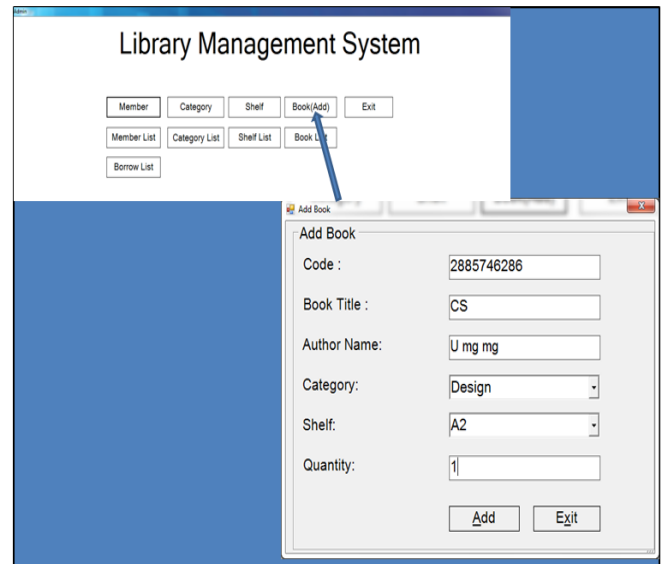 Admin
Library Management System
Member Category Shelf Book(Add) Exit
Member List Category List Shelf List Book List
Borrow List
Add Book
Add Book
Code : 2885746286
Book Title : CS
Author Name: U mg mg
Category: Design
Shelf: A2
Quantity: 1
Add Exit